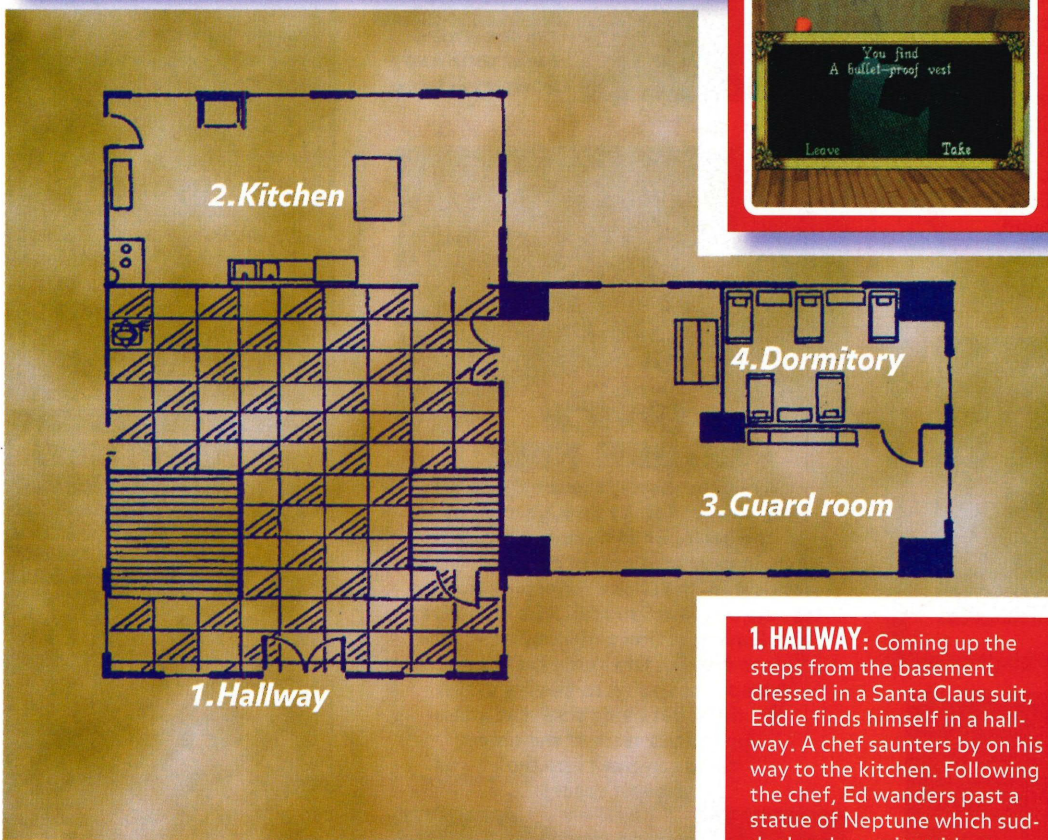 You find
A bullet-proof vest
Leave
Take
2.Kitchen
4.Dormitory
3.Guard room
1.Hallway
1. HALLWAY: Coming up the
steps from the basement
dressed in a Santa Claus suit,
Eddie finds himself in a hall-
way. A chef saunters by on his
way to the kitchen. Following
the chef, Ed wanders past a
statue of Neptune which sud-